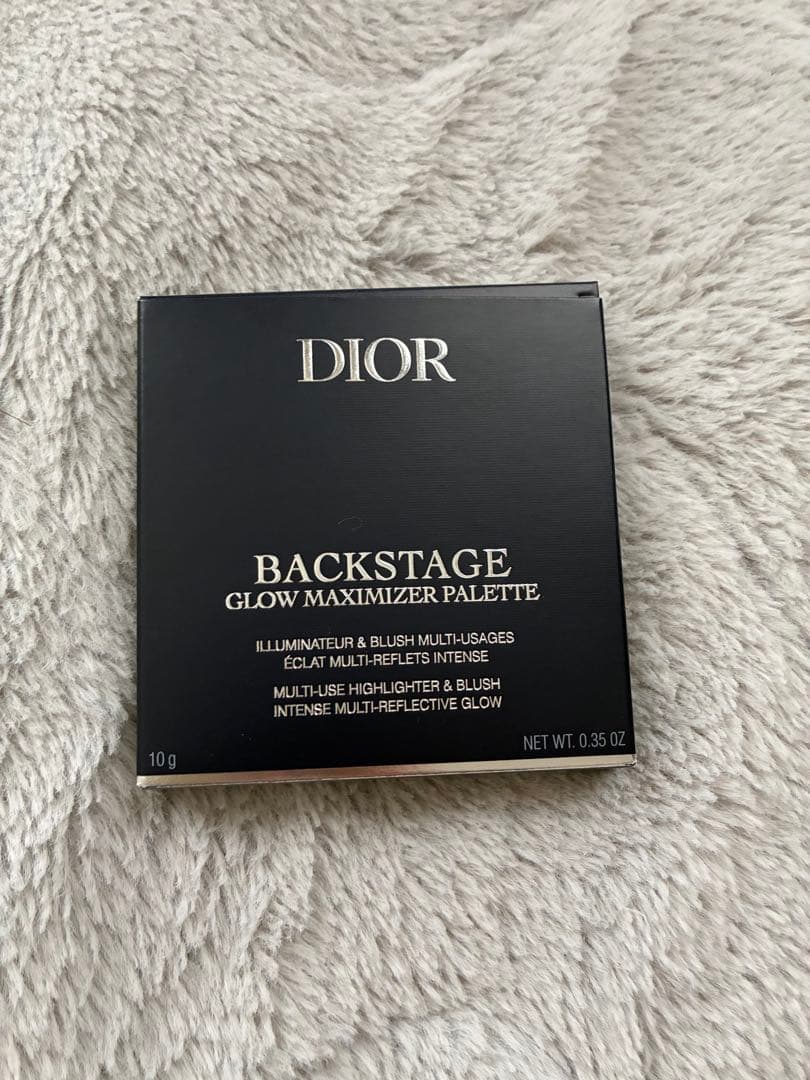 DIOR
BACKSTAGE
GLOW MAXIMIZER PALETTE
ILLUMINATEUR & BLUSH MULTI-USAGES
ÉCLAT MULTI-REFLETS INTENSE
MULTI-USE HIGHLIGHTER & BLUSH
INTENSE MULTI-REFLECTIVE GLOW
10 g
NET WT. 0.35 OZ